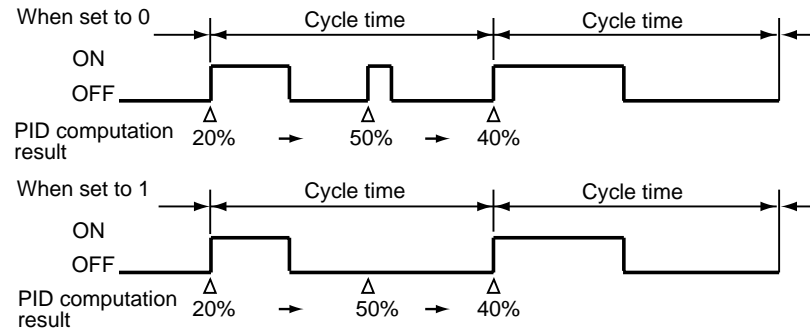 When set to 0
Cycle time
Cycle time
ON
OFF
PID computation
result
20%
50%
40%
When set to 1
Cycle time
Cycle time
ON
OFF
PID computation
result
20%
50%
40%